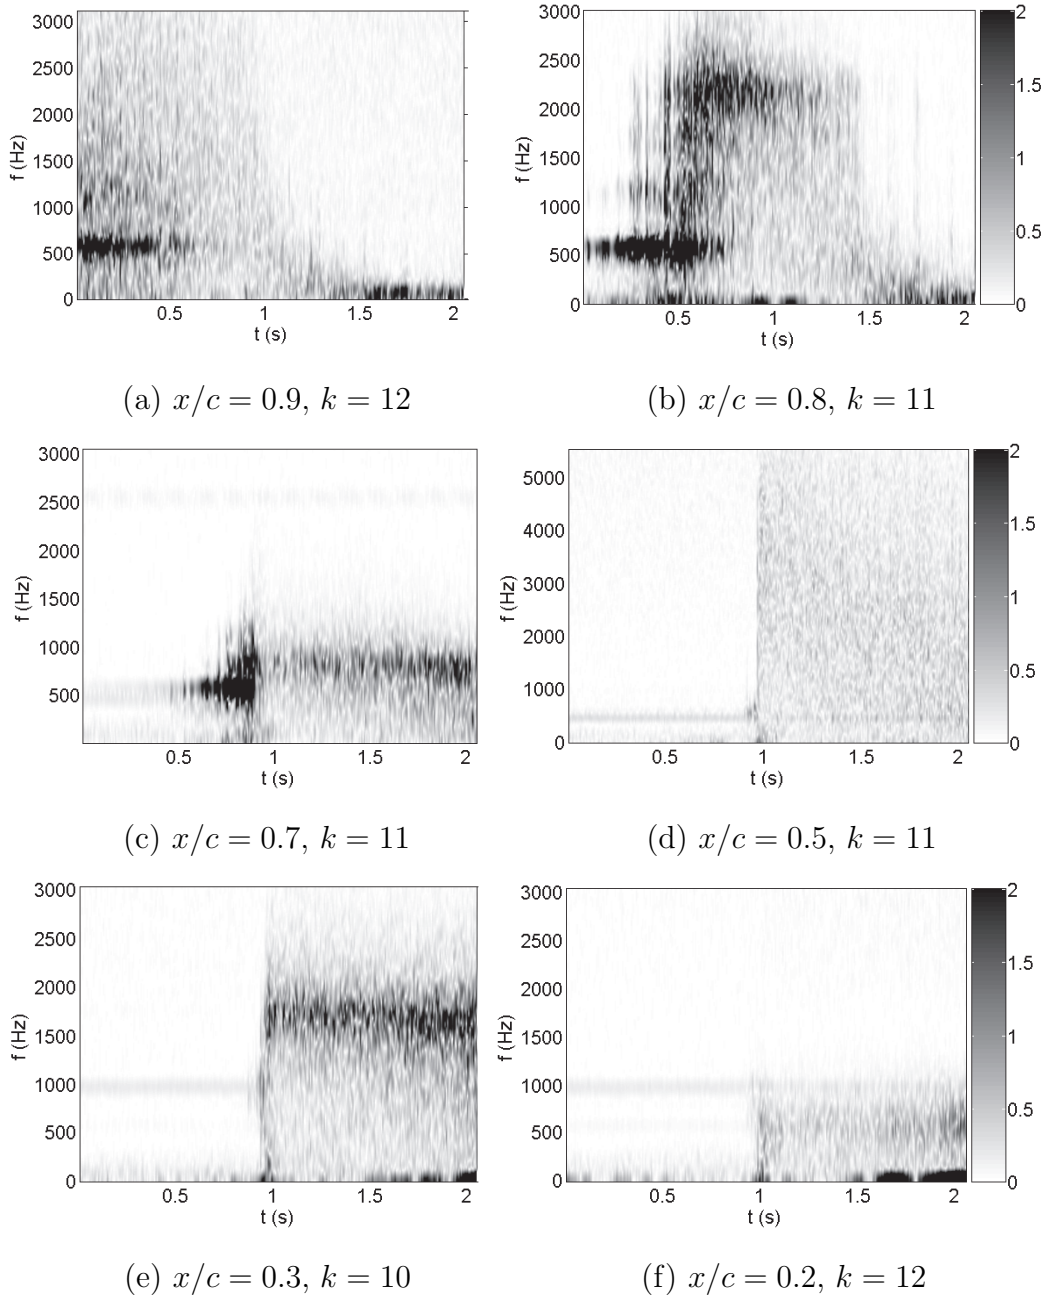 3000
2500
2000
1500
1000
500
0
f (Hz)
0.5 1 1.5 2
t (s)
(a) x/c = 0.9, k = 12
3000
2500
2000
1500
1000
500
0
f (Hz)
0.5 1 1.5 2
t (s)
2
1.5
1
0.5
0
(b) x/c = 0.8, k = 11
3000
2500
2000
1500
1000
500
f (Hz)
0.5 1 1.5 2
t (s)
(c) x/c = 0.7, k = 11
5000
4000
3000
2000
1000
0
f (Hz)
0.5 1 1.5 2
t (s)
2
1.5
1
0.5
0
(d) x/c = 0.5, k = 11
3000
2500
2000
1500
1000
500
0
f (Hz)
0.5 1 1.5 2
t (s)
(e) x/c = 0.3, k = 10
3000
2500
2000
1500
1000
500
0
f (Hz)
0.5 1 1.5 2
t (s)
2
1.5
1
0.5
0
(f) x/c = 0.2, k = 12